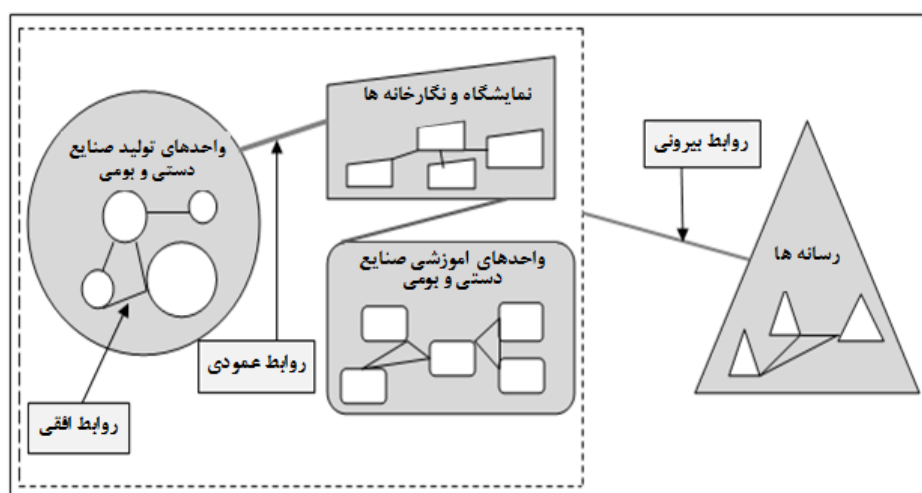 نمایشگاه و نگارخانه ها
روابط بیرونی
واحدهای تولید صنایع
دستی و بومی
رسانه ها
واحدهای اموزشی صنایع
دستی و بومی
روابط عمودی
روابط افقی